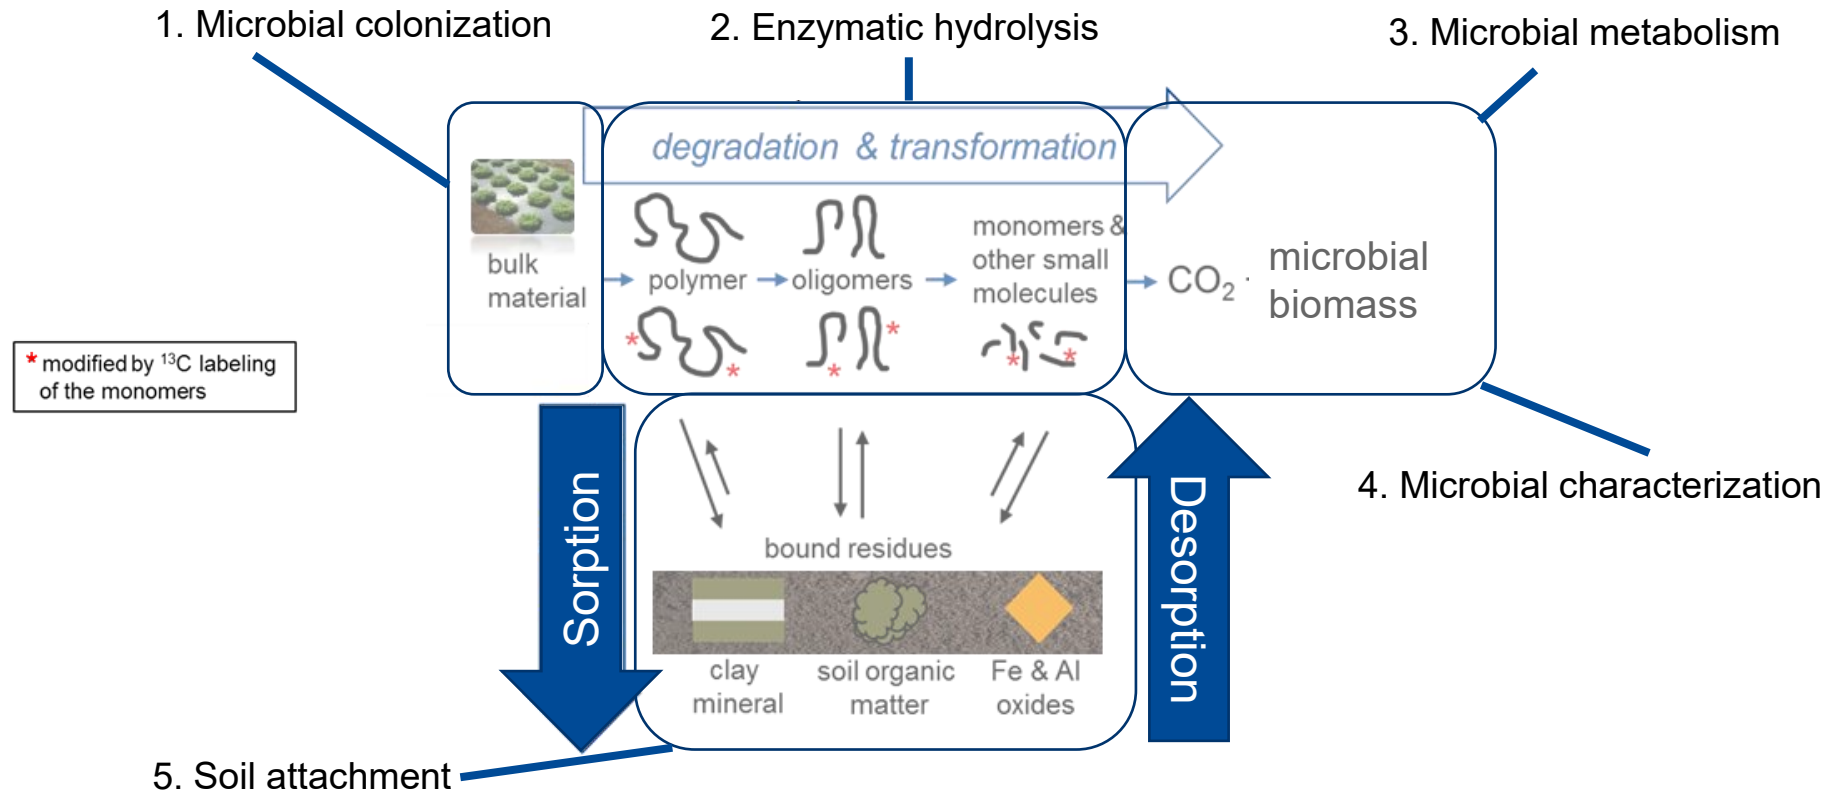 1. Microbial colonization
2. Enzymatic hydrolysis
3. Microbial metabolism
degradation & transformation
bulk
material
polymer
oligomers
monomers &
other small
molecules
CO₂
microbial
biomass
* modified by ¹³C labeling
of the monomers
*
*
*
*
*
*
Sorption
Desorption
4. Microbial characterization
bound residues
clay
mineral
soil organic
matter
Fe & Al
oxides
5. Soil attachment